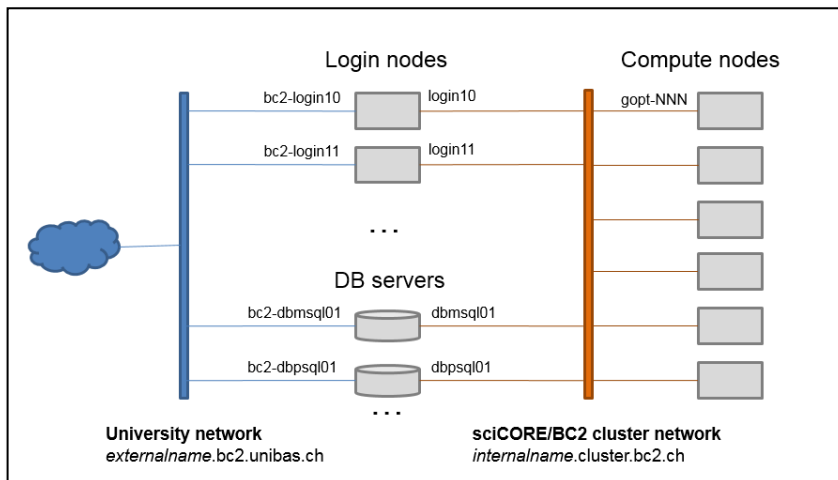 Login nodes
Compute nodes
bc2-login10
login10
gopt-NNN
bc2-login11
login11
...
DB servers
bc2-dbmsql01
dbmsql01
bc2-dbpsql01
dbpsql01
...
University network
externalname.bc2.unibas.ch
sciCORE/BC2 cluster network
internalname.cluster.bc2.ch